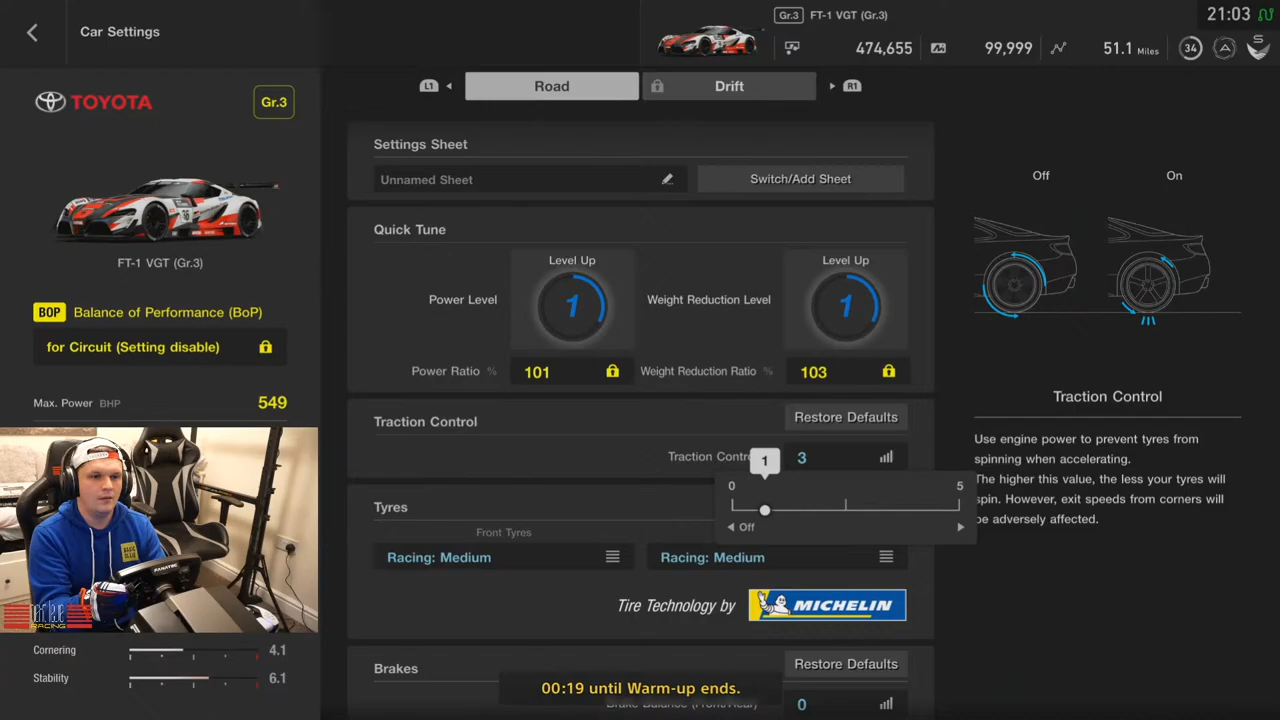 Car Settings
Gr.3 FT-1 VGT (Gr.3)
21:03
474,655
99,999
51.1 Miles
34
A
S
TOYOTA
Gr.3
L1
Road
Drift
R1
Settings Sheet
Unnamed Sheet
Switch/Add Sheet
Quick Tune
Level Up
Level Up
Power Level
1
Weight Reduction Level
1
Power Ratio %
101
Weight Reduction Ratio %
103
FT-1 VGT (Gr.3)
BOP Balance of Performance (BoP)
for Circuit (Setting disable)
Max. Power BHP 549
Traction Control
Restore Defaults
3
1
0
5
Off
Tyres
Front Tyres
Racing: Medium
Racing: Medium
Tire Technology by MICHELIN
Brakes
Restore Defaults
0
00:19 until Warm-up ends.
Off
On
Traction Control
Use engine power to prevent tyres from
spinning when accelerating.
The higher this value, the less your tyres will
spin. However, exit speeds from corners will
be adversely affected.
FANATEC
RACING
Cornering 4.1
Stability 6.1